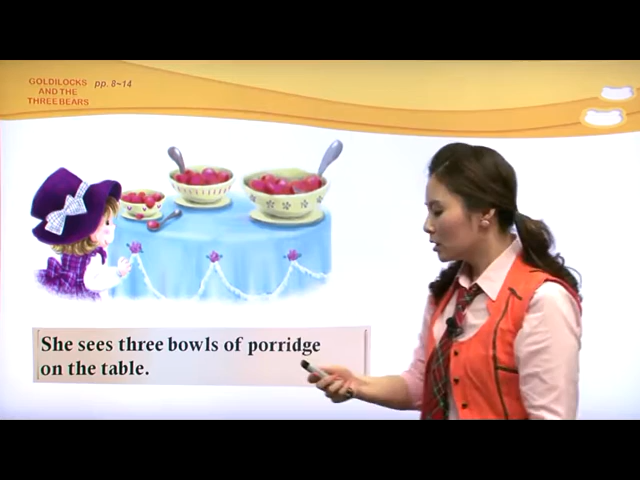 GOLDILOCKS
AND THE
THREE BEARS
pp. 8~14
She sees three bowls of porridge
on the table.